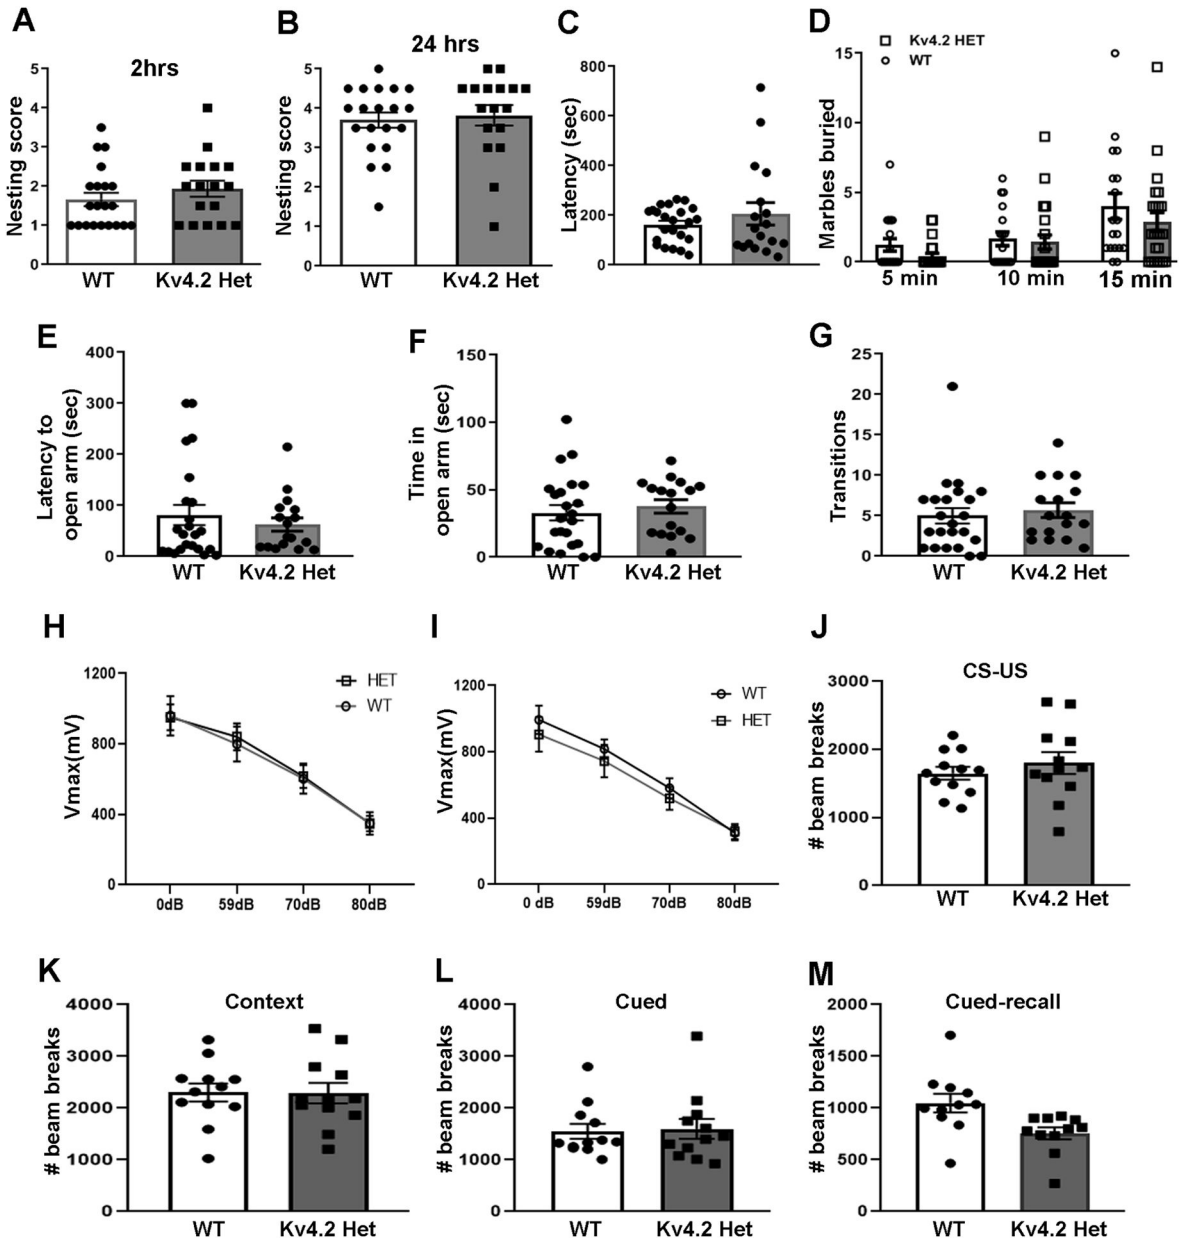 A
2hrs
Nesting score
5
4
3
2
1
0
WT
Kv4.2 Het
B
24 hrs
Nesting score
5
4
3
2
1
0
WT
Kv4.2 Het
C
Latency (sec)
800
600
400
200
0
WT
Kv4.2 Het
D
Kv4.2 HET
WT
Marbles buried
15
10
5
0
5 min
10 min
15 min
E
Latency to
open arm (sec)
400
300
200
100
0
WT
Kv4.2 Het
F
Time in
open arm (sec)
150
100
50
0
WT
Kv4.2 Het
G
Transitions
25
20
15
10
5
0
WT
Kv4.2 Het
H
Vmax(mV)
1200
800
400
0
HET
WT
0dB
59dB
70dB
80dB
I
Vmax(mV)
1200
800
400
0
WT
HET
0 dB
59dB
70dB
80dB
J
CS-US
# beam breaks
3000
2000
1000
0
WT
Kv4.2 Het
K
Context
# beam breaks
4000
3000
2000
1000
0
WT
Kv4.2 Het
L
Cued
# beam breaks
4000
3000
2000
1000
0
WT
Kv4.2 Het
M
Cued-recall
# beam breaks
2000
1500
1000
500
0
WT
Kv4.2 Het